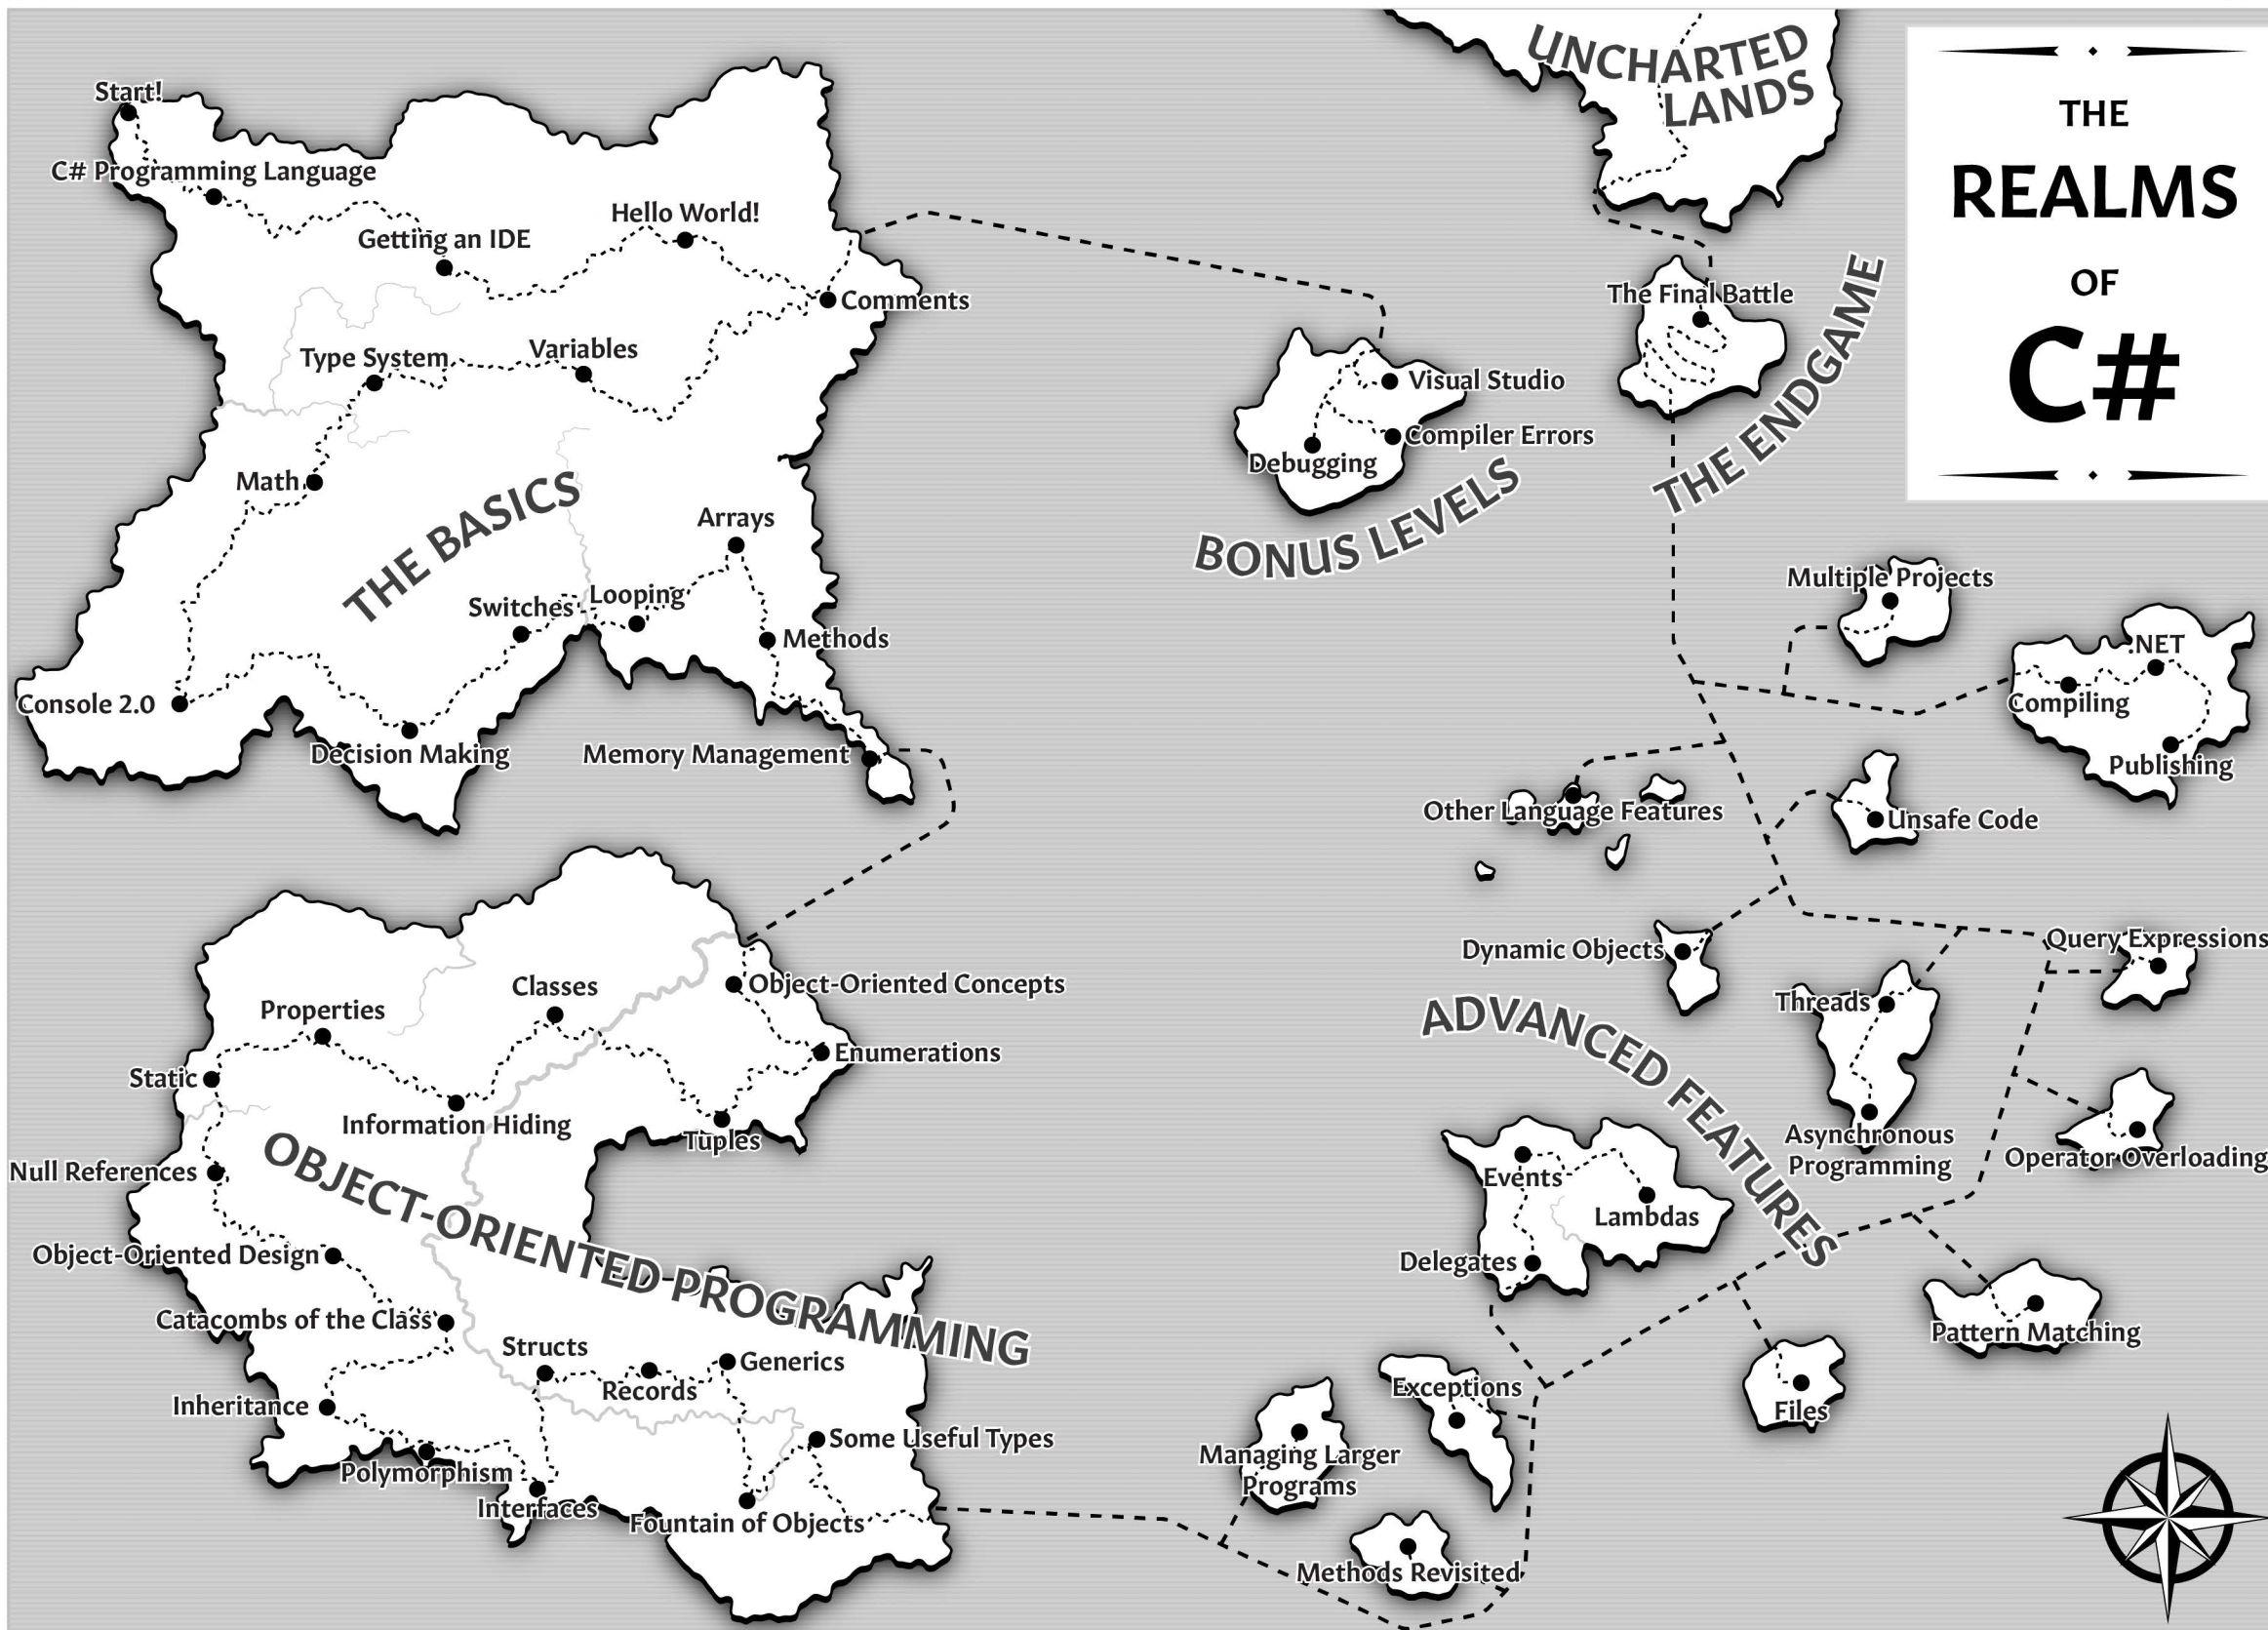 UNCHARTED
LANDS
THE
REALMS
OF
C#
Start!
C# Programming Language
Getting an IDE
Hello World!
Comments
Type System
Variables
Math
THE BASICS
Arrays
Switches
Looping
Methods
Console 2.0
Decision Making
Memory Management
Visual Studio
Compiler Errors
Debugging
BONUS LEVELS
The Final Battle
THE ENDGAME
Multiple Projects
.NET
Compiling
Publishing
Other Language Features
Unsafe Code
Dynamic Objects
Query Expressions
Threads
Asynchronous
Programming
Operator Overloading
ADVANCED FEATURES
Events
Lambdas
Delegates
Pattern Matching
Files
Exceptions
Managing Larger
Programs
Methods Revisited
Object-Oriented Concepts
Classes
Properties
Enumerations
Static
Information Hiding
Tuples
Null References
OBJECT-ORIENTED PROGRAMMING
Object-Oriented Design
Catacombs of the Class
Structs
Records
Generics
Inheritance
Some Useful Types
Polymorphism
Interfaces
Fountain of Objects